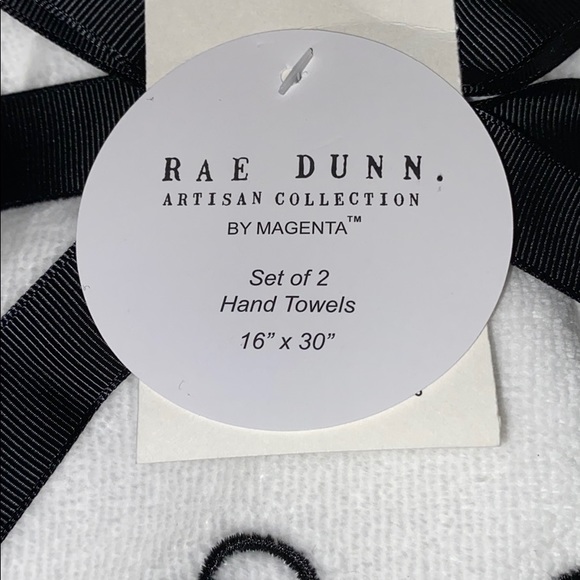 RAE DUNN.
ARTISAN COLLECTION
BY MAGENTA™
Set of 2
Hand Towels
16” x 30”